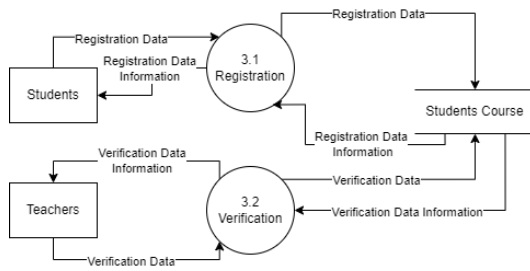 Registration Data
Registration Data
Registration Data
Information
3.1
Registration
Students
Students Course
Registration Data
Information
Verification Data
Information
Verification Data
3.2
Verification
Teachers
Verification Data Information
Verification Data